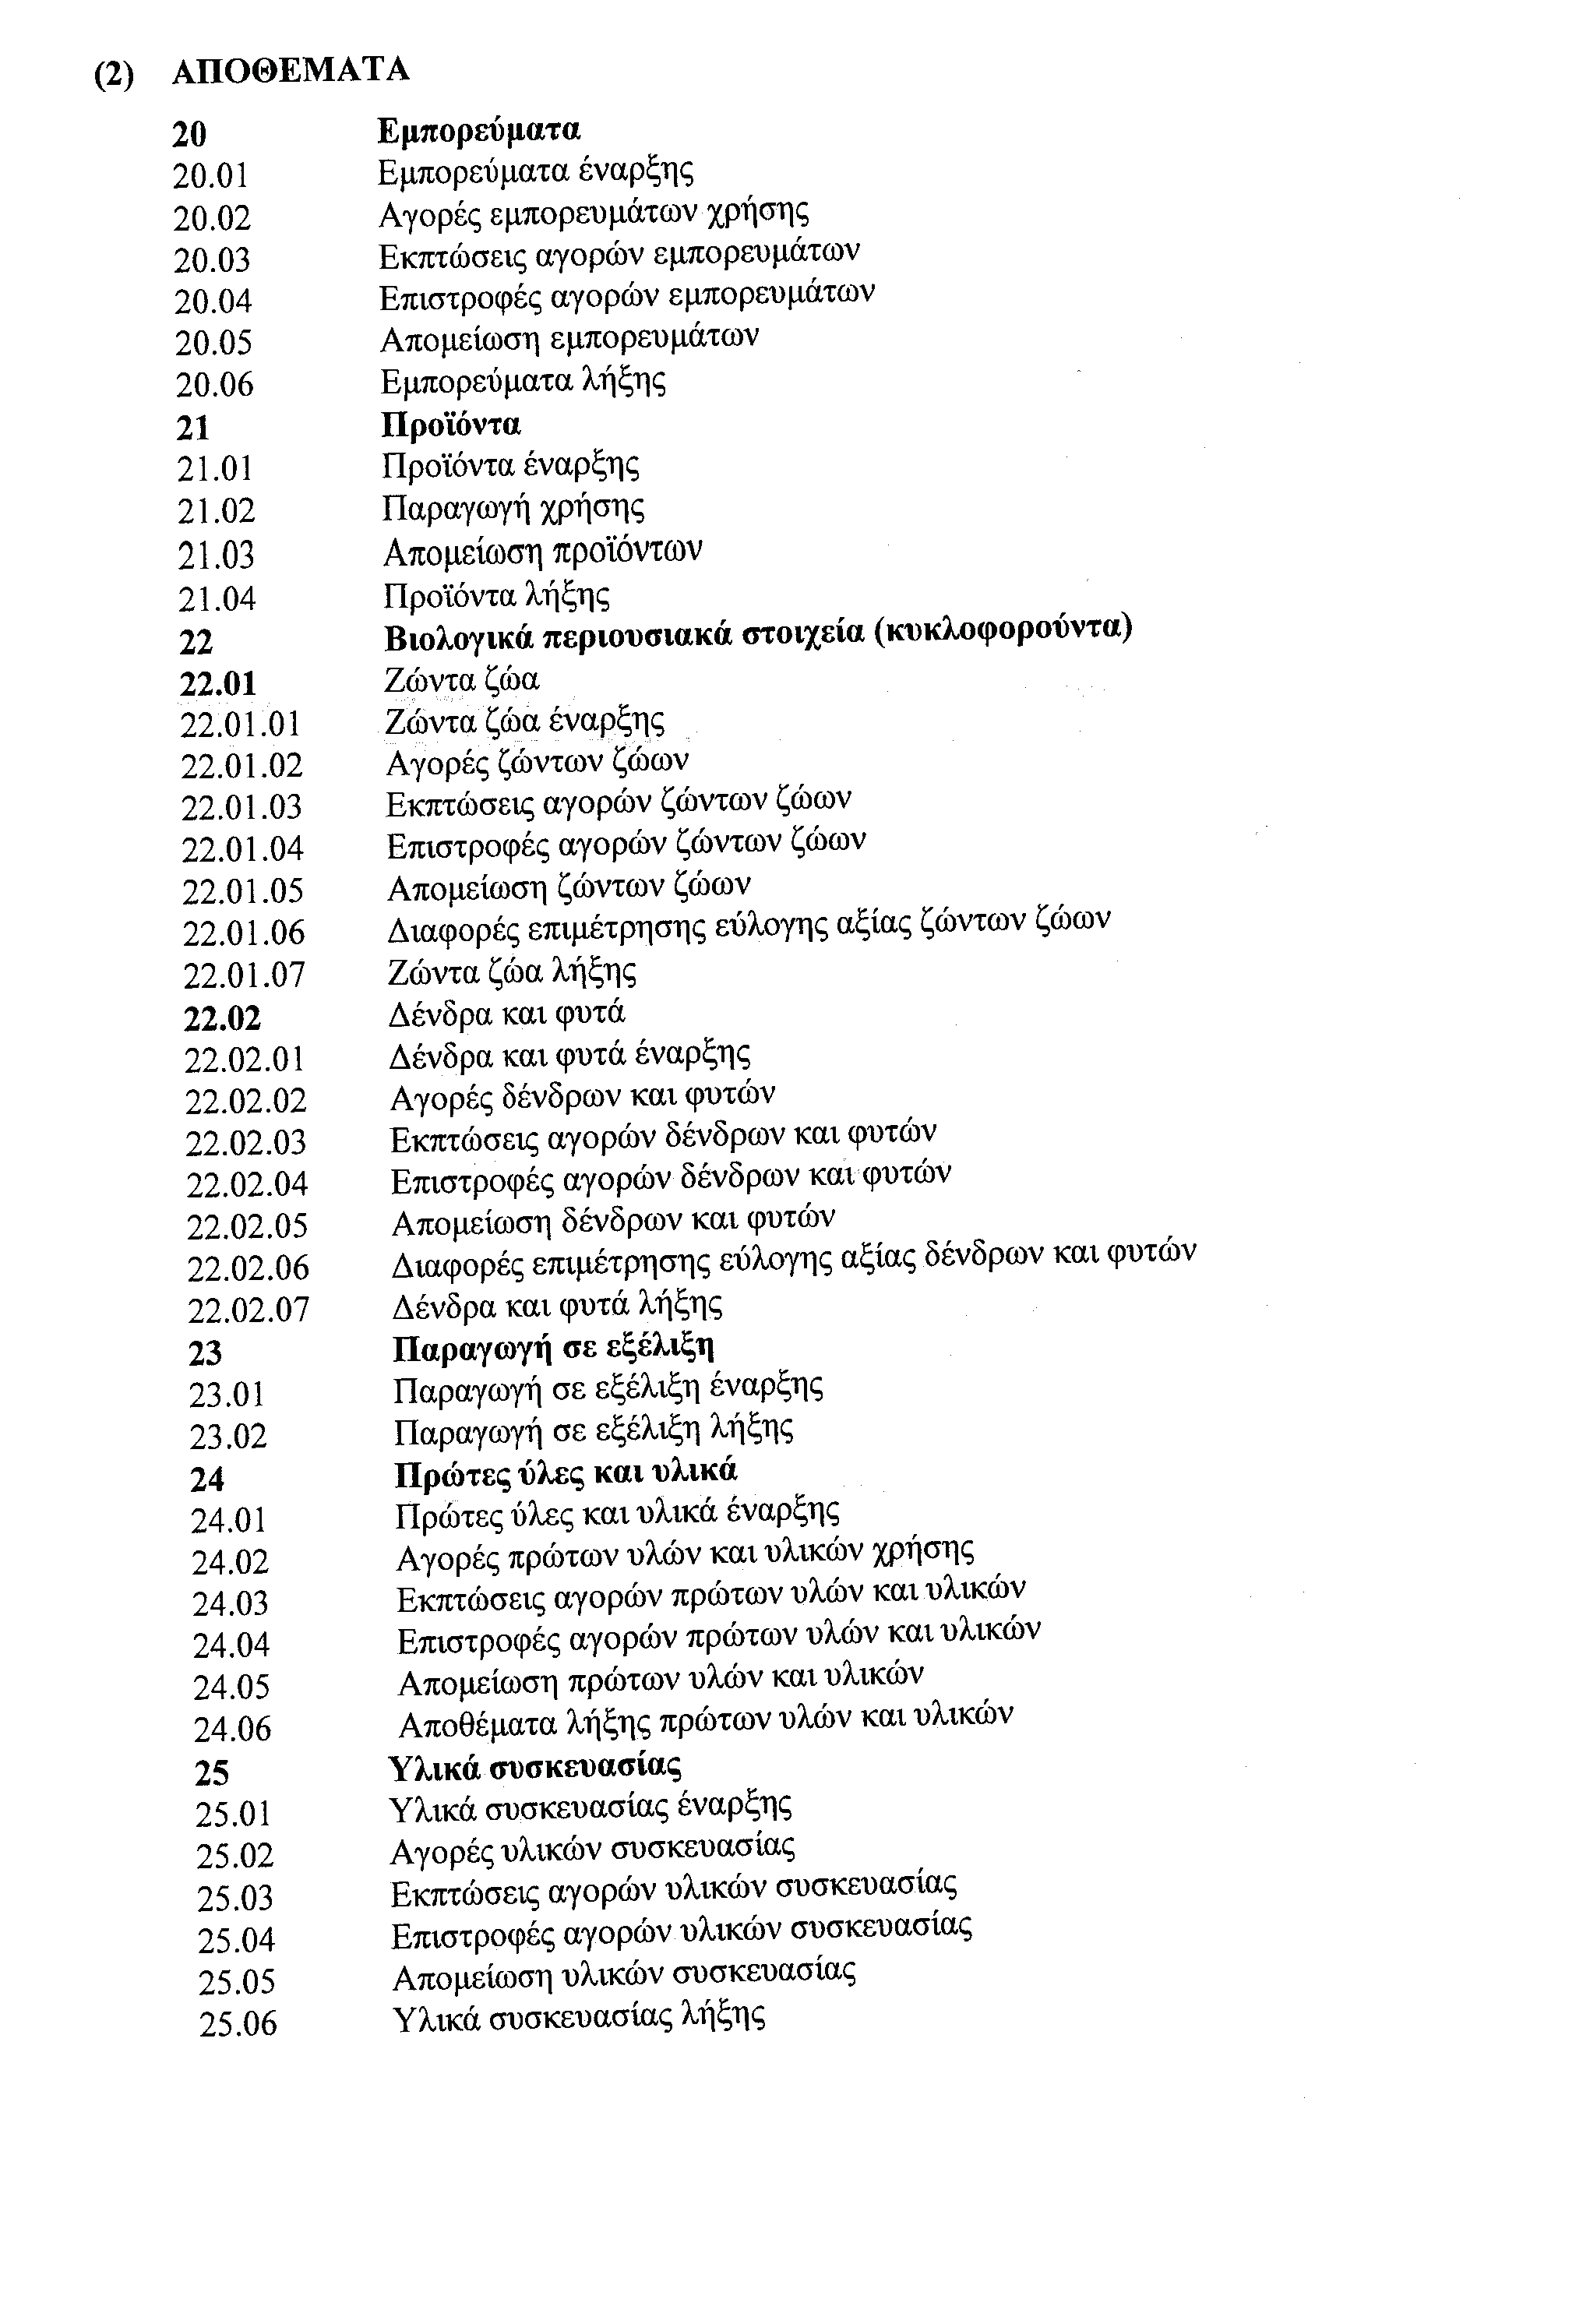 (2) ΑΠΟΘΕΜΑΤΑ
20 Εμπορεύματα
20.01 Εμπορεύματα έναρξης
20.02 Αγορές εμπορευμάτων χρήσης
20.03 Εκπτώσεις αγορών εμπορευμάτων
20.04 Επιστροφές αγορών εμπορευμάτων
20.05 Απομείωση εμπορευμάτων
20.06 Εμπορεύματα λήξης
21 Προϊόντα
21.01 Προϊόντα έναρξης
21.02 Παραγωγή χρήσης
21.03 Απομείωση προϊόντων
21.04 Προϊόντα λήξης
22 Βιολογικά περιουσιακά στοιχεία (κυκλοφορούντα)
22.01 Ζώντα ζώα
22.01.01 Ζώντα ζώα έναρξης
22.01.02 Αγορές ζώντων ζώων
22.01.03 Εκπτώσεις αγορών ζώντων ζώων
22.01.04 Επιστροφές αγορών ζώντων ζώων
22.01.05 Απομείωση ζώντων ζώων
22.01.06 Διαφορές επιμέτρησης εύλογης αξίας ζώντων ζώων
22.01.07 Ζώντα ζώα λήξης
22.02 Δένδρα και φυτά
22.02.01 Δένδρα και φυτά έναρξης
22.02.02 Αγορές δένδρων και φυτών
22.02.03 Εκπτώσεις αγορών δένδρων και φυτών
22.02.04 Επιστροφές αγορών δένδρων και φυτών
22.02.05 Απομείωση δένδρων και φυτών
22.02.06 Διαφορές επιμέτρησης εύλογης αξίας δένδρων και φυτών
22.02.07 Δένδρα και φυτά λήξης
23 Παραγωγή σε εξέλιξη
23.01 Παραγωγή σε εξέλιξη έναρξης
23.02 Παραγωγή σε εξέλιξη λήξης
24 Πρώτες ύλες και υλικά
24.01 Πρώτες ύλες και υλικά έναρξης
24.02 Αγορές πρώτων υλών και υλικών χρήσης
24.03 Εκπτώσεις αγορών πρώτων υλών και υλικών
24.04 Επιστροφές αγορών πρώτων υλών και υλικών
24.05 Απομείωση πρώτων υλών και υλικών
24.06 Αποθέματα λήξης πρώτων υλών και υλικών
25 Υλικά συσκευασίας
25.01 Υλικά συσκευασίας έναρξης
25.02 Αγορές υλικών συσκευασίας
25.03 Εκπτώσεις αγορών υλικών συσκευασίας
25.04 Επιστροφές αγορών υλικών συσκευασίας
25.05 Απομείωση υλικών συσκευασίας
25.06 Υλικά συσκευασίας λήξης